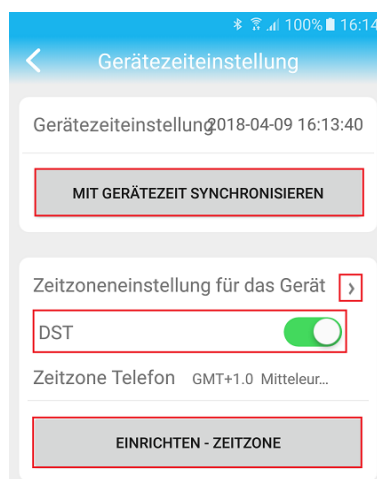 100% 16:14
Gerätezeiteinstellung
Gerätezeiteinstellung 2018-04-09 16:13:40
MIT GERÄTEZEIT SYNCHRONISIEREN
Zeitzoneneinstellung für das Gerät
DST
Zeitzone Telefon GMT+1.0 Mitteleur...
EINRICHTEN - ZEITZONE